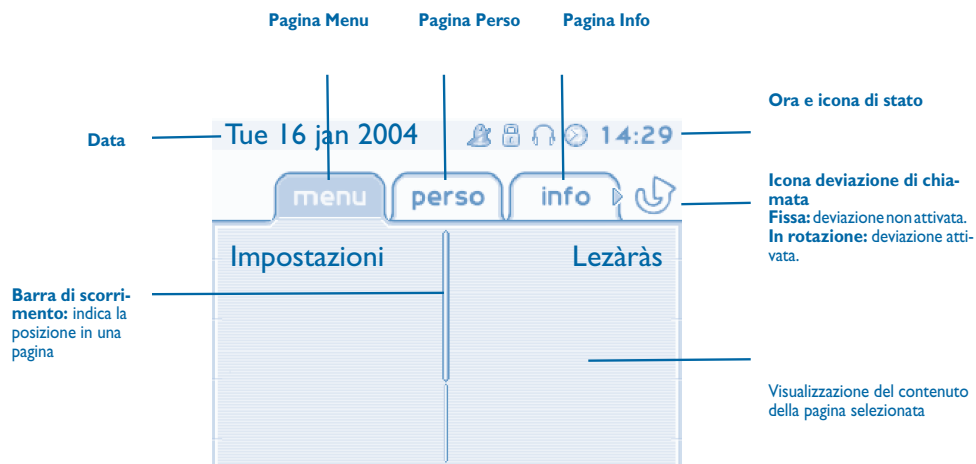 Pagina Menu
Pagina Perso
Pagina Info
Ora e icona di stato
Data
Tue 16 jan 2004
14:29
menu
perso
info
Icona deviazione di chia-
mata
Fissa: deviazione non attivata.
In rotazione: deviazione atti-
vata.
Impostazioni
Lezàràs
Barra di scorri-
mento: indica la
posizione in una
pagina
Visualizzazione del contenuto
della pagina selezionata